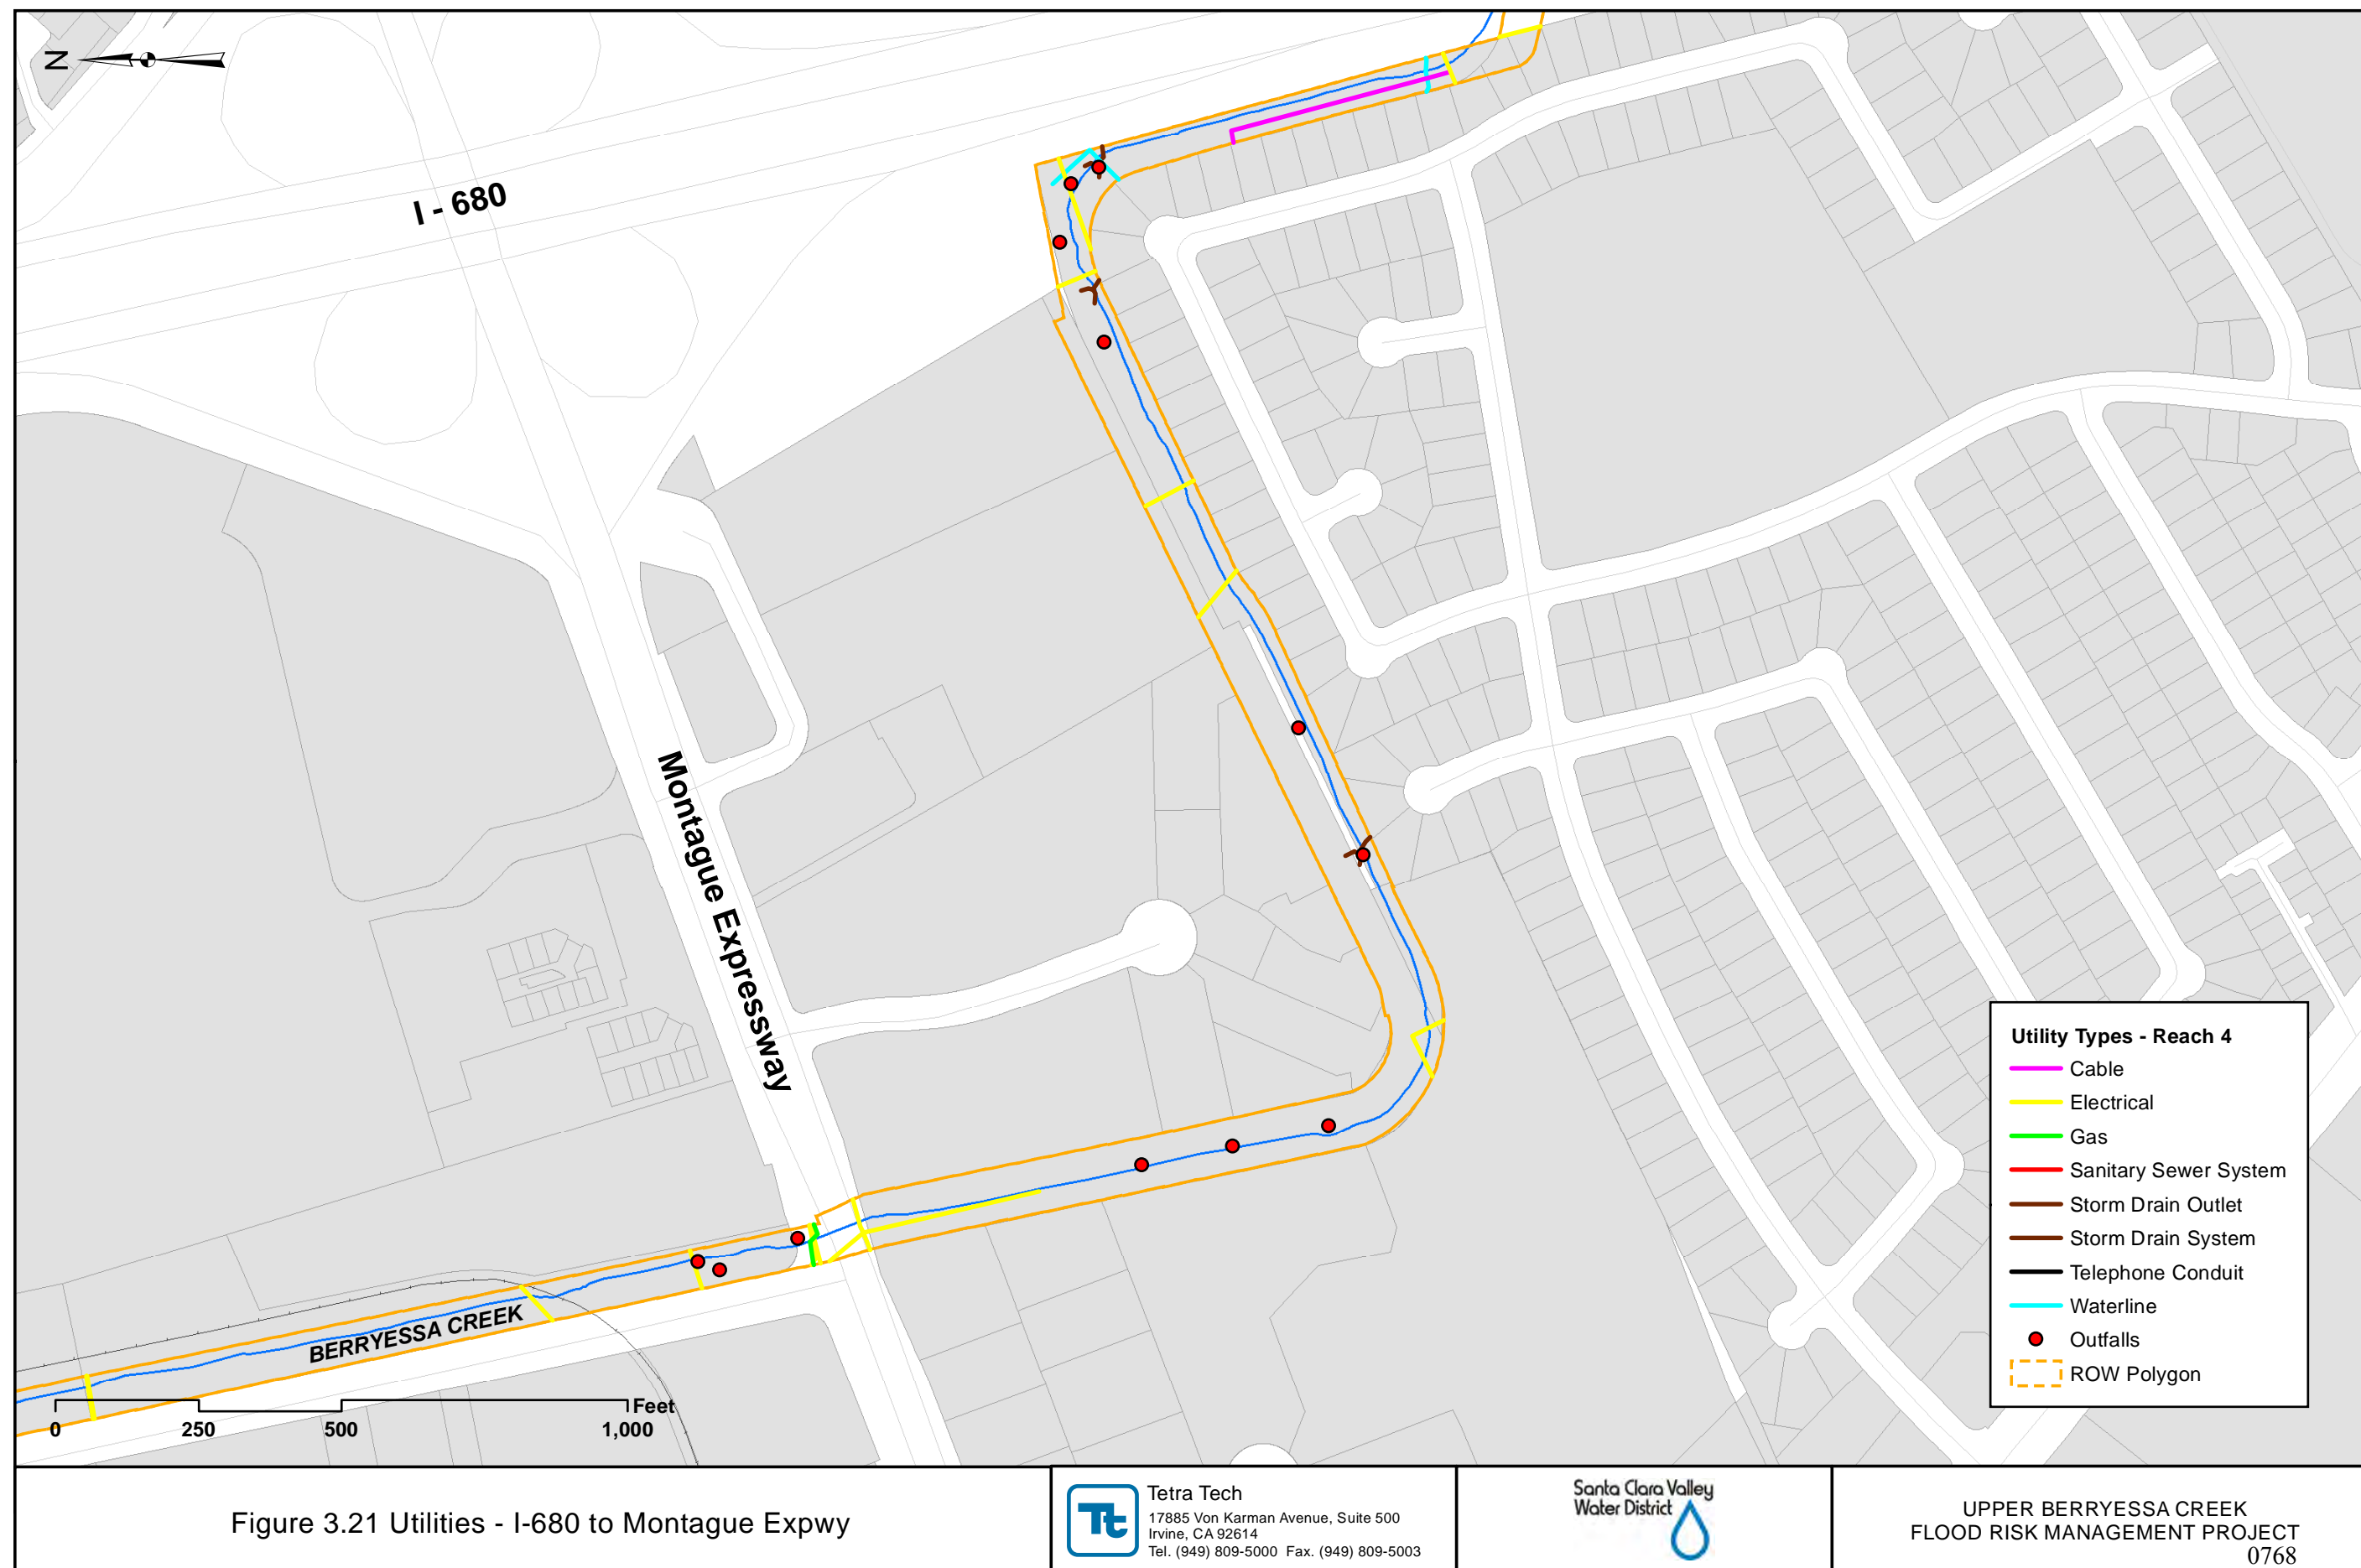 N
I - 680
Montague Expressway
BERRYESSA CREEK
Feet
0 250 500 1,000
Utility Types - Reach 4
Cable
Electrical
Gas
Sanitary Sewer System
Storm Drain Outlet
Storm Drain System
Telephone Conduit
Waterline
Outfalls
ROW Polygon
Figure 3.21 Utilities - I-680 to Montague Expwy
Tt
Tetra Tech
17885 Von Karman Avenue, Suite 500
Irvine, CA 92614
Tel. (949) 809-5000 Fax. (949) 809-5003
Santa Clara Valley
Water District
UPPER BERRYESSA CREEK
FLOOD RISK MANAGEMENT PROJECT
0768